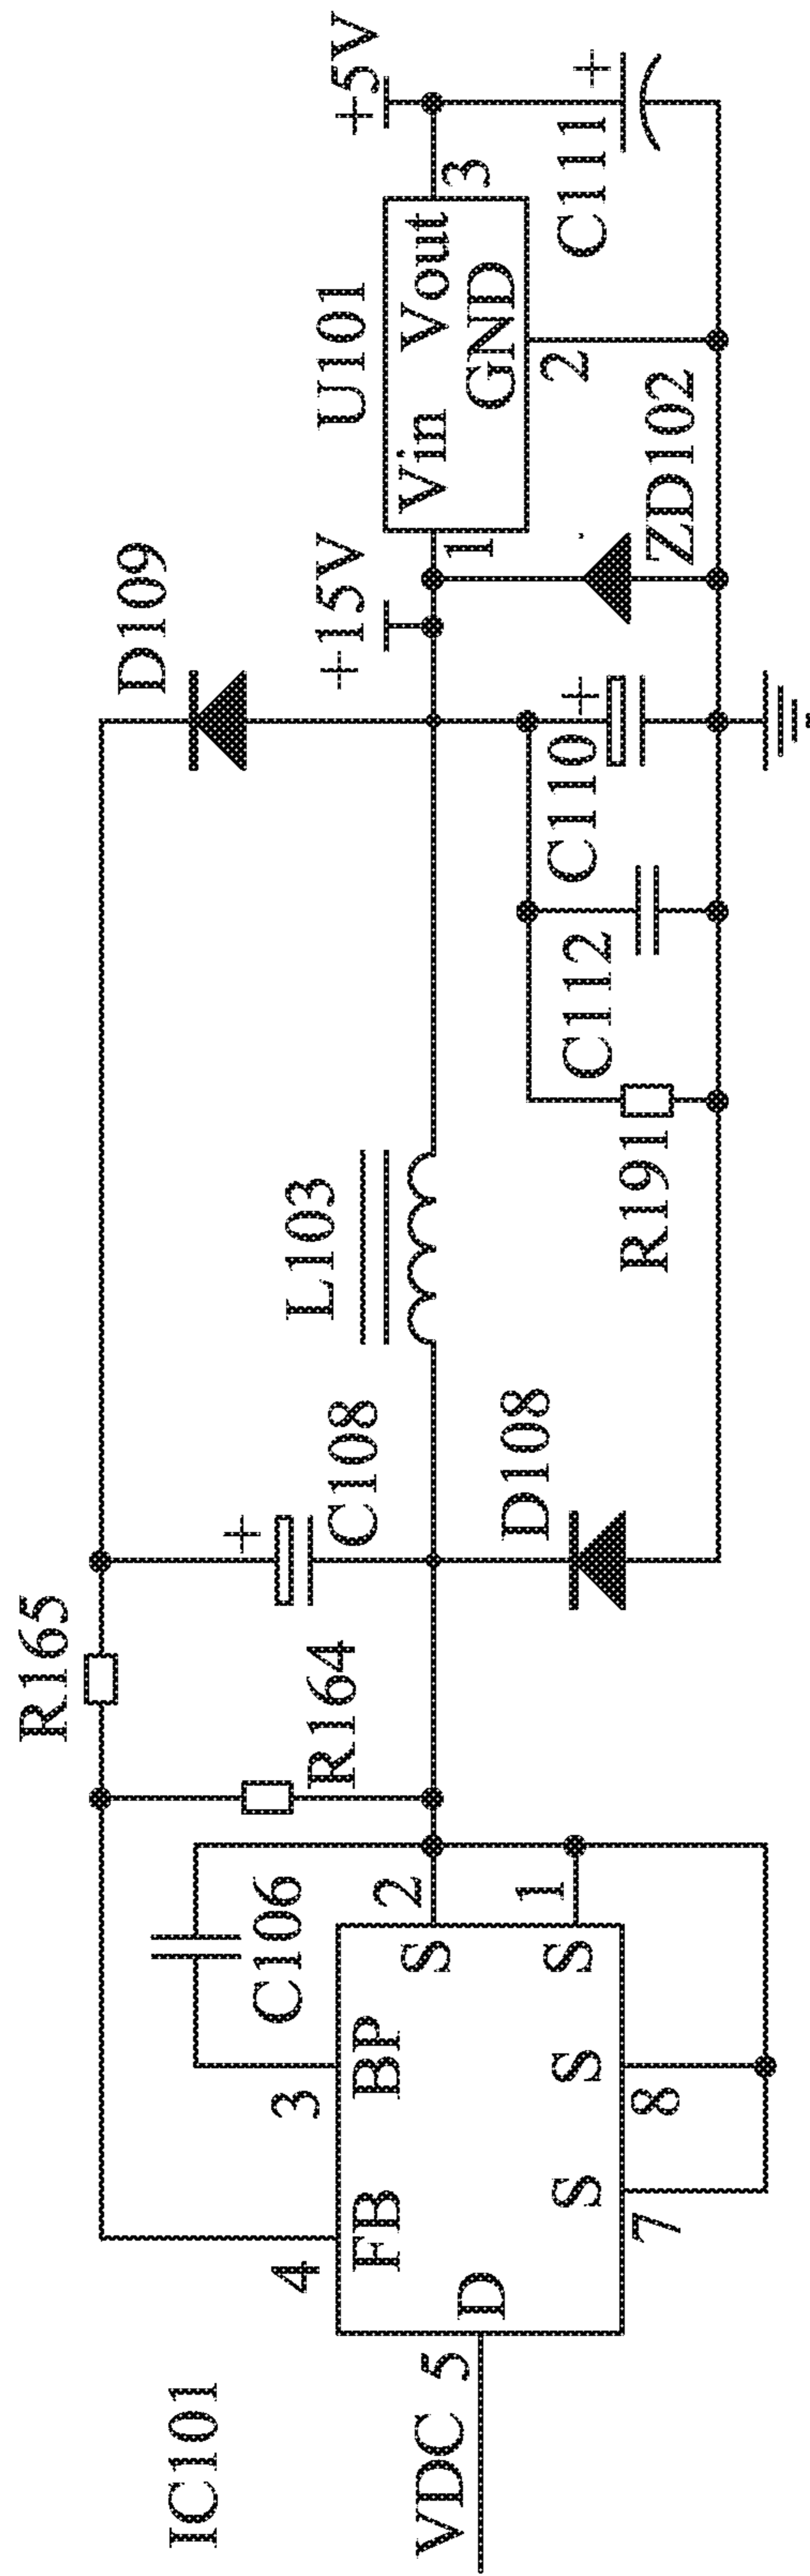 IC101
VDC
5
D
4
FB
3
BP
C106
S
2
S
1
S
7
S
8
R164
R165
C108
+
D108
L103
R191
C112
C110
+
D109
+15V
ZD102
U101
1
Vin
Vout
GND
2
3
+5V
C111
+